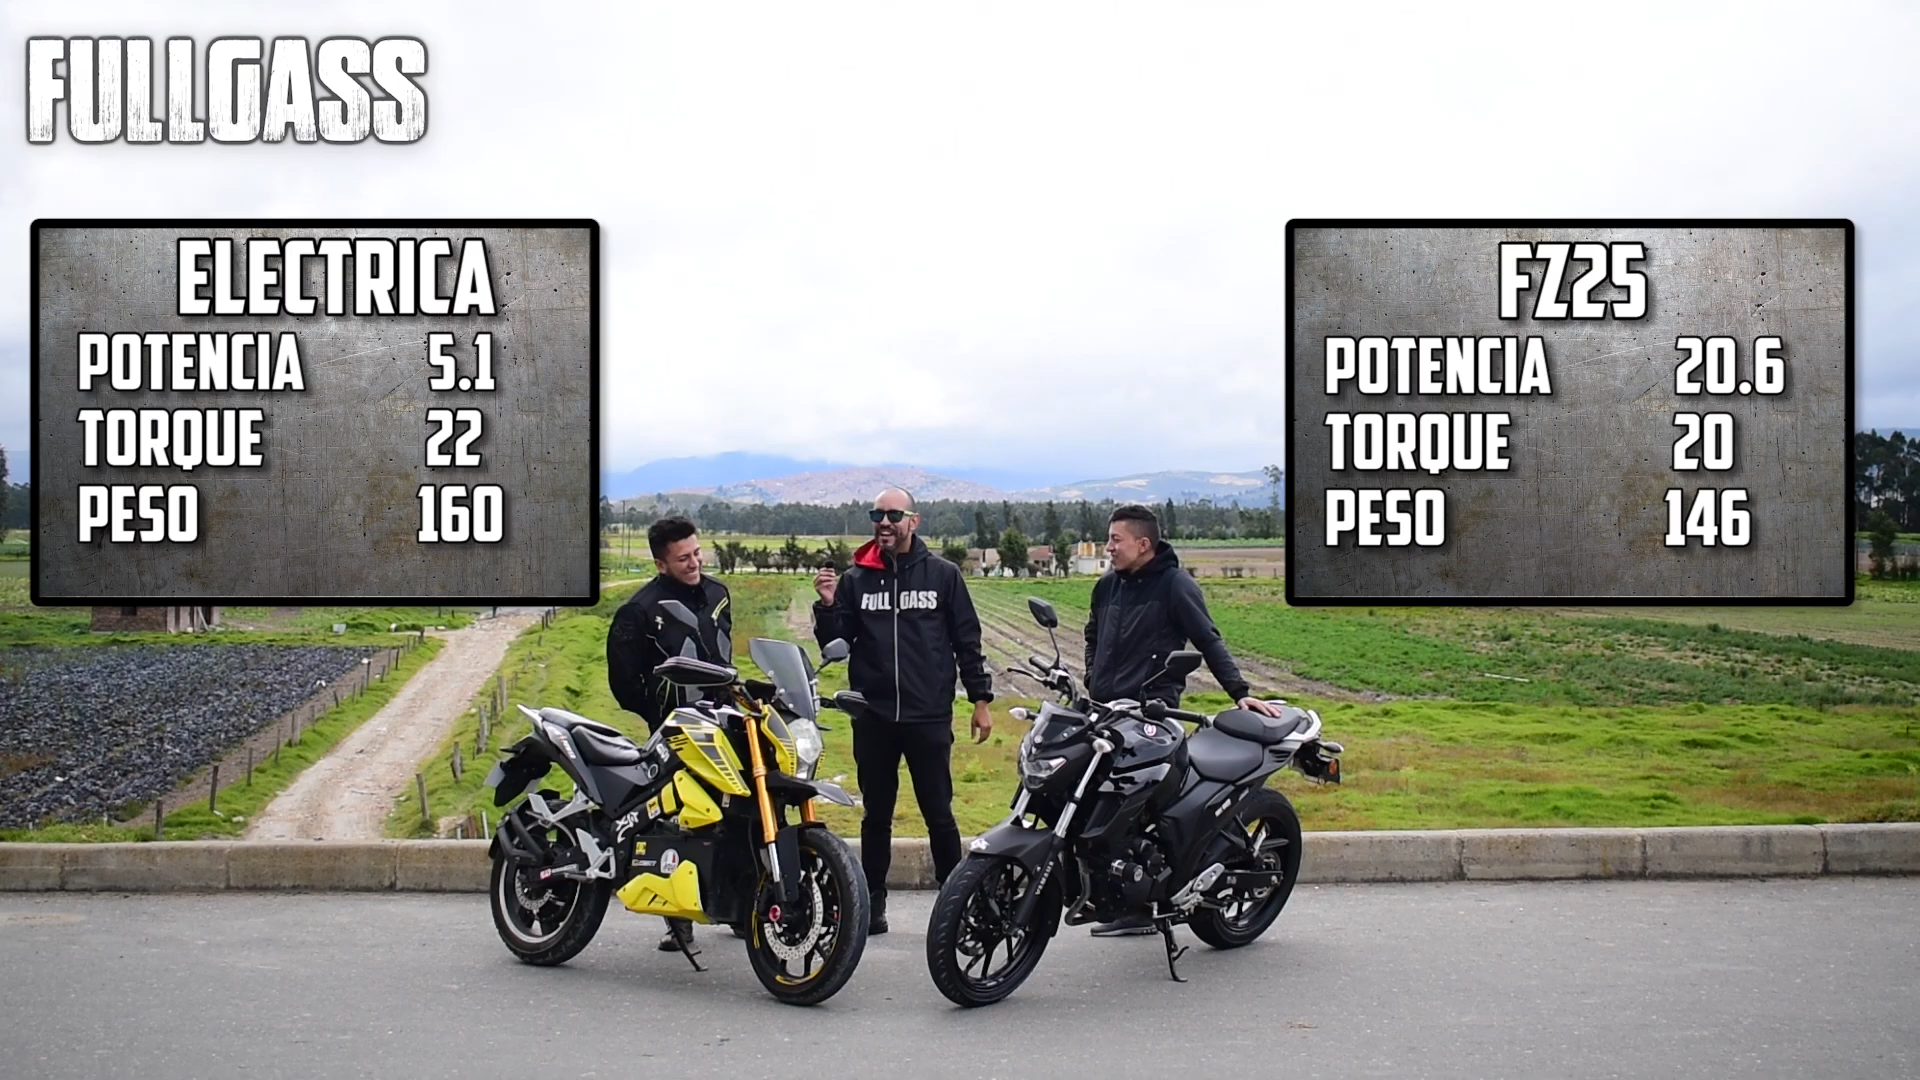 FULLGASS
ELECTRICA
POTENCIA 5.1
TORQUE 22
PESO 160
FZ25
POTENCIA 20.6
TORQUE 20
PESO 146
FULLGASS